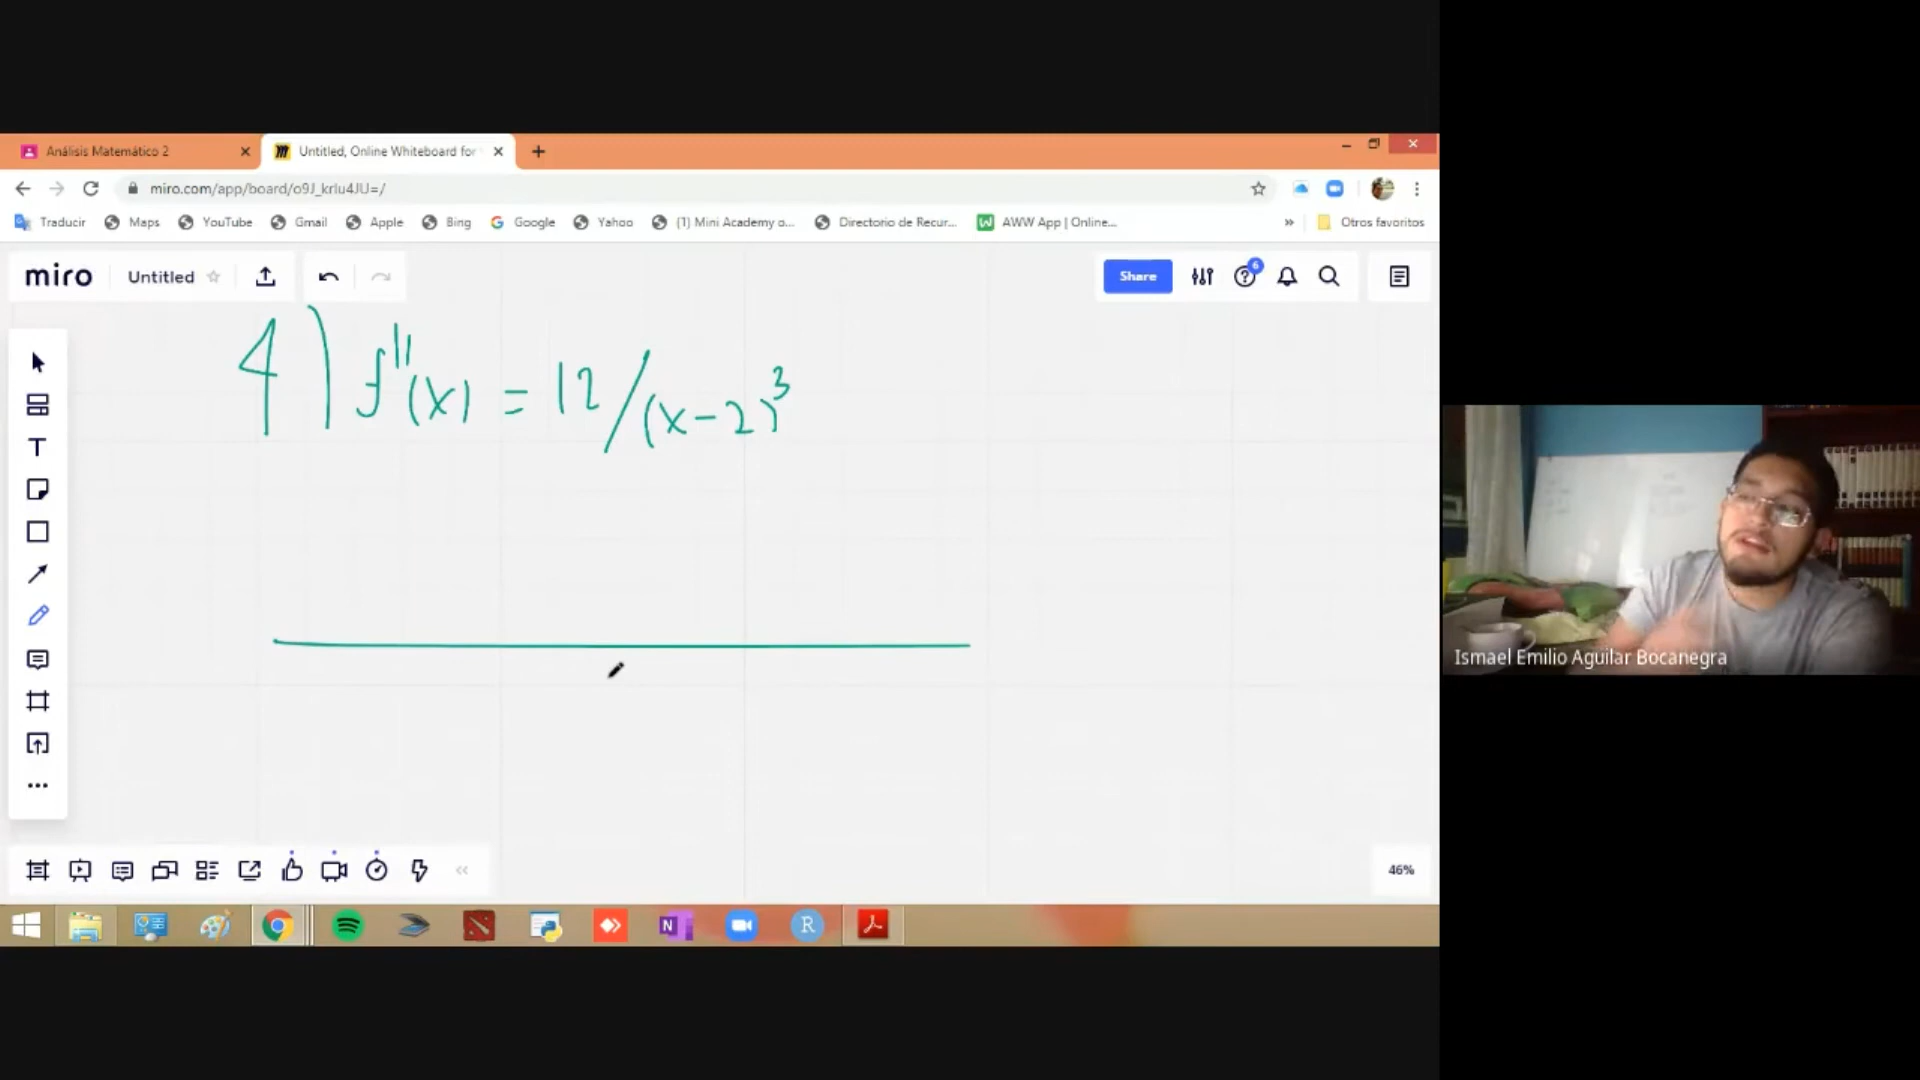 Análisis Matemático 2
Untitled, Online Whiteboard for
miro.com/app/board/o9J_krlu4JU=/
Traducir Maps YouTube Gmail Apple Bing Google Yahoo (1) Mini Academy o... Directorio de Recur... AWW App | Online... » Otros favoritos
miro Untitled Share 6
4) f''(x) = 12/(x-2)^3
T
46%
N R
Ismael Emilio Aguilar Bocanegra